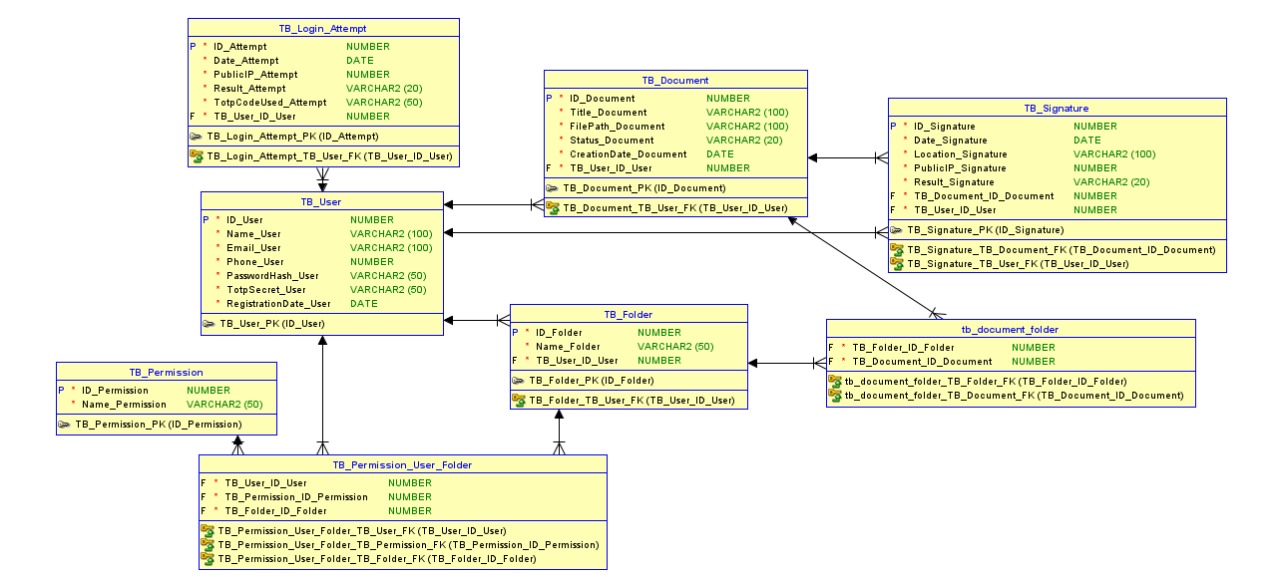 TB_Login_Attempt
P * ID_Attempt NUMBER
* Date_Attempt DATE
* PublicIP_Attempt NUMBER
* Result_Attempt VARCHAR2 (20)
* TotpCodeUsed_Attempt VARCHAR2 (50)
F * TB_User_ID_User NUMBER
TB_Login_Attempt_PK (ID_Attempt)
TB_Login_Attempt_TB_User_FK (TB_User_ID_User)
TB_Document
P * ID_Document NUMBER
* Title_Document VARCHAR2 (100)
* FilePath_Document VARCHAR2 (100)
* Status_Document VARCHAR2 (20)
* CreationDate_Document DATE
F * TB_User_ID_User NUMBER
TB_Document_PK (ID_Document)
TB_Document_TB_User_FK (TB_User_ID_User)
TB_Signature
P * ID_Signature NUMBER
* Date_Signature DATE
* Location_Signature VARCHAR2 (100)
* PublicIP_Signature NUMBER
* Result_Signature VARCHAR2 (20)
F * TB_Document_ID_Document NUMBER
F * TB_User_ID_User NUMBER
TB_Signature_PK (ID_Signature)
TB_Signature_TB_Document_FK (TB_Document_ID_Document)
TB_Signature_TB_User_FK (TB_User_ID_User)
TB_User
P * ID_User NUMBER
* Name_User VARCHAR2 (100)
* Email_User VARCHAR2 (100)
* Phone_User NUMBER
* PasswordHash_User VARCHAR2 (50)
* TotpSecret_User VARCHAR2 (50)
* RegistrationDate_User DATE
TB_User_PK (ID_User)
TB_Folder
P * ID_Folder NUMBER
* Name_Folder VARCHAR2 (50)
F * TB_User_ID_User NUMBER
TB_Folder_PK (ID_Folder)
TB_Folder_TB_User_FK (TB_User_ID_User)
tb_document_folder
F * TB_Folder_ID_Folder NUMBER
F * TB_Document_ID_Document NUMBER
tb_document_folder_TB_Folder_FK (TB_Folder_ID_Folder)
tb_document_folder_TB_Document_FK (TB_Document_ID_Document)
TB_Permission
P * ID_Permission NUMBER
* Name_Permission VARCHAR2 (50)
TB_Permission_PK (ID_Permission)
TB_Permission_User_Folder
F * TB_User_ID_User NUMBER
F * TB_Permission_ID_Permission NUMBER
F * TB_Folder_ID_Folder NUMBER
TB_Permission_User_Folder_TB_User_FK (TB_User_ID_User)
TB_Permission_User_Folder_TB_Permission_FK (TB_Permission_ID_Permission)
TB_Permission_User_Folder_TB_Folder_FK (TB_Folder_ID_Folder)